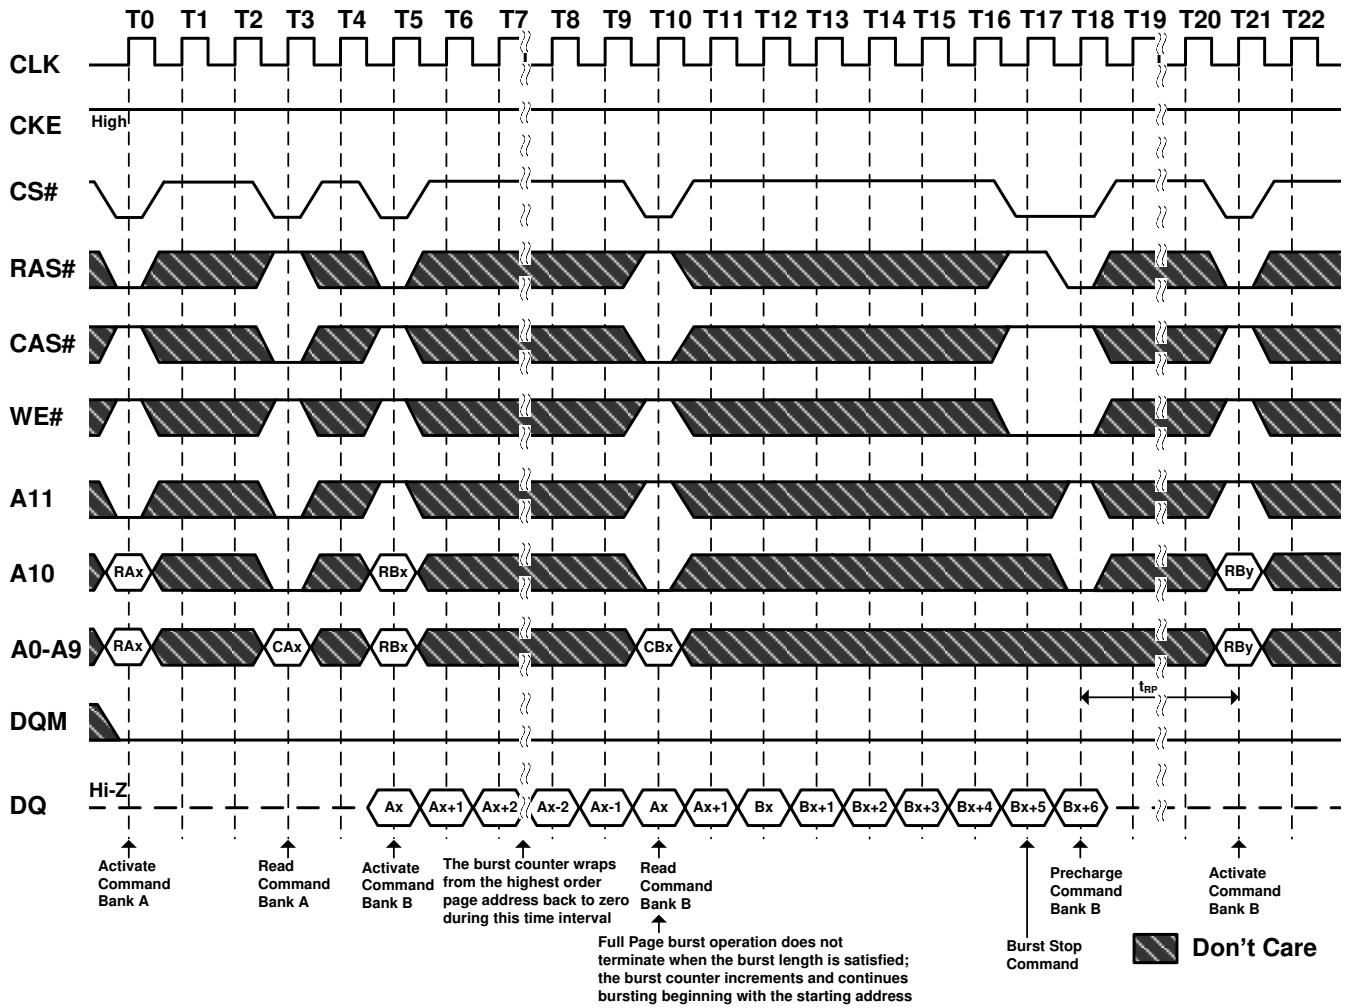 T0 T1 T2 T3 T4 T5 T6 T7 T8 T9 T10 T11 T12 T13 T14 T15 T16 T17 T18 T19 T20 T21 T22
CLK
CKE High
CS#
RAS#
CAS#
WE#
A11
A10 RAx RBx RBy
A0-A9 RAx CAx RBx CBx RBy
tRP
DQM
DQ Hi-Z Ax Ax+1 Ax+2 Ax-2 Ax-1 Ax Ax+1 Bx Bx+1 Bx+2 Bx+3 Bx+4 Bx+5 Bx+6
Activate
Command
Bank A
Read
Command
Bank A
Activate
Command
Bank B
The burst counter wraps
from the highest order
page address back to zero
during this time interval
Read
Command
Bank B
Full Page burst operation does not
terminate when the burst length is satisfied;
the burst counter increments and continues
bursting beginning with the starting address
Burst Stop
Command
Precharge
Command
Bank B
Activate
Command
Bank B
Don't Care